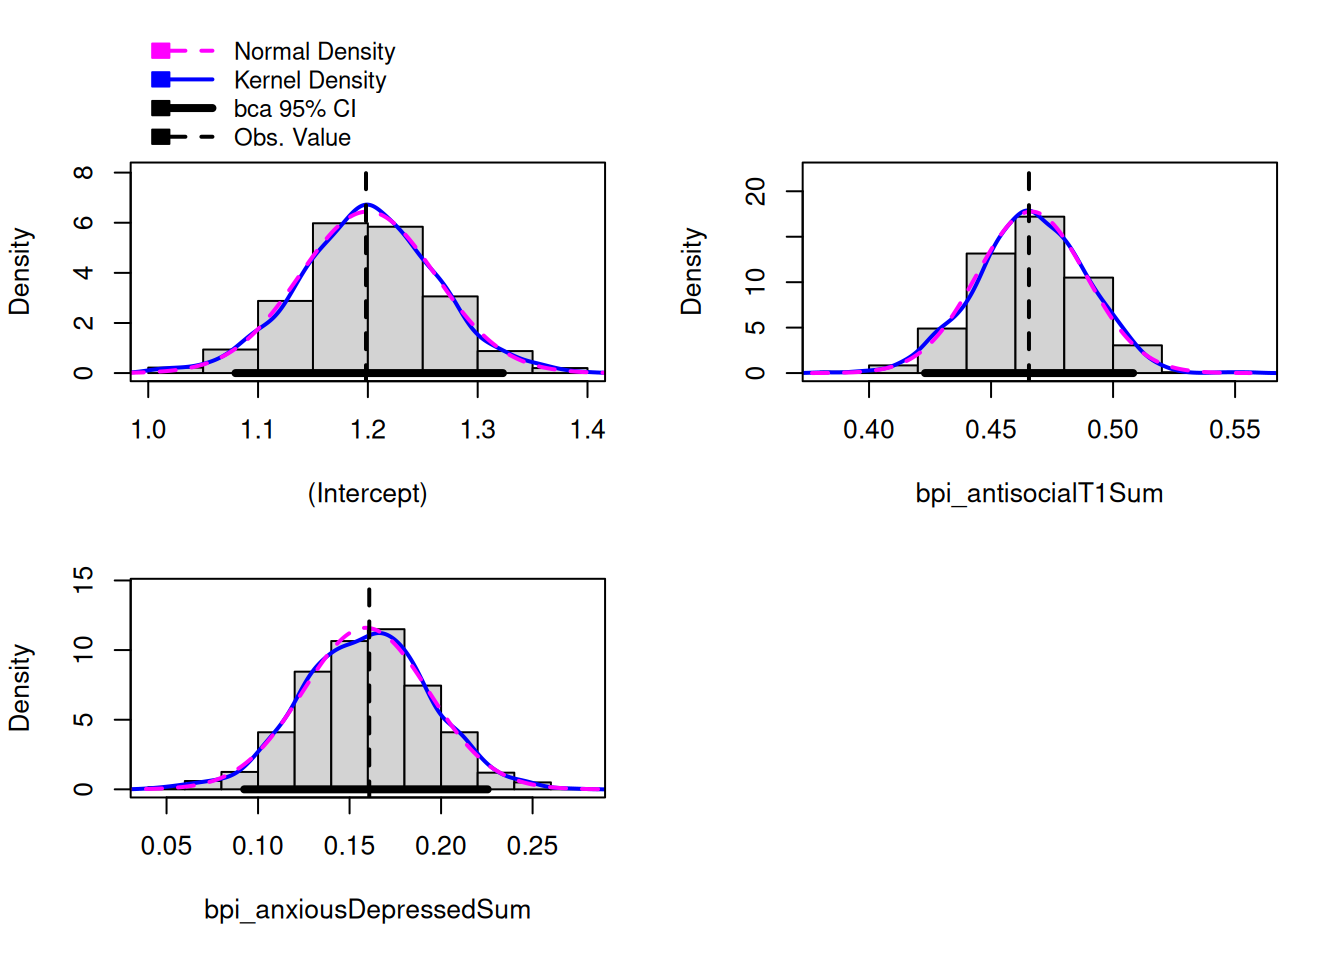 Normal Density
Kernel Density
bca 95% CI
Obs. Value
Density
8
6
4
2
0
1.0 1.1 1.2 1.3 1.4
(Intercept)
Density
20
10
5
0
0.40 0.45 0.50 0.55
bpi_antisocialT1Sum
Density
15
10
5
0
0.05 0.10 0.15 0.20 0.25
bpi_anxiousDepressedSum